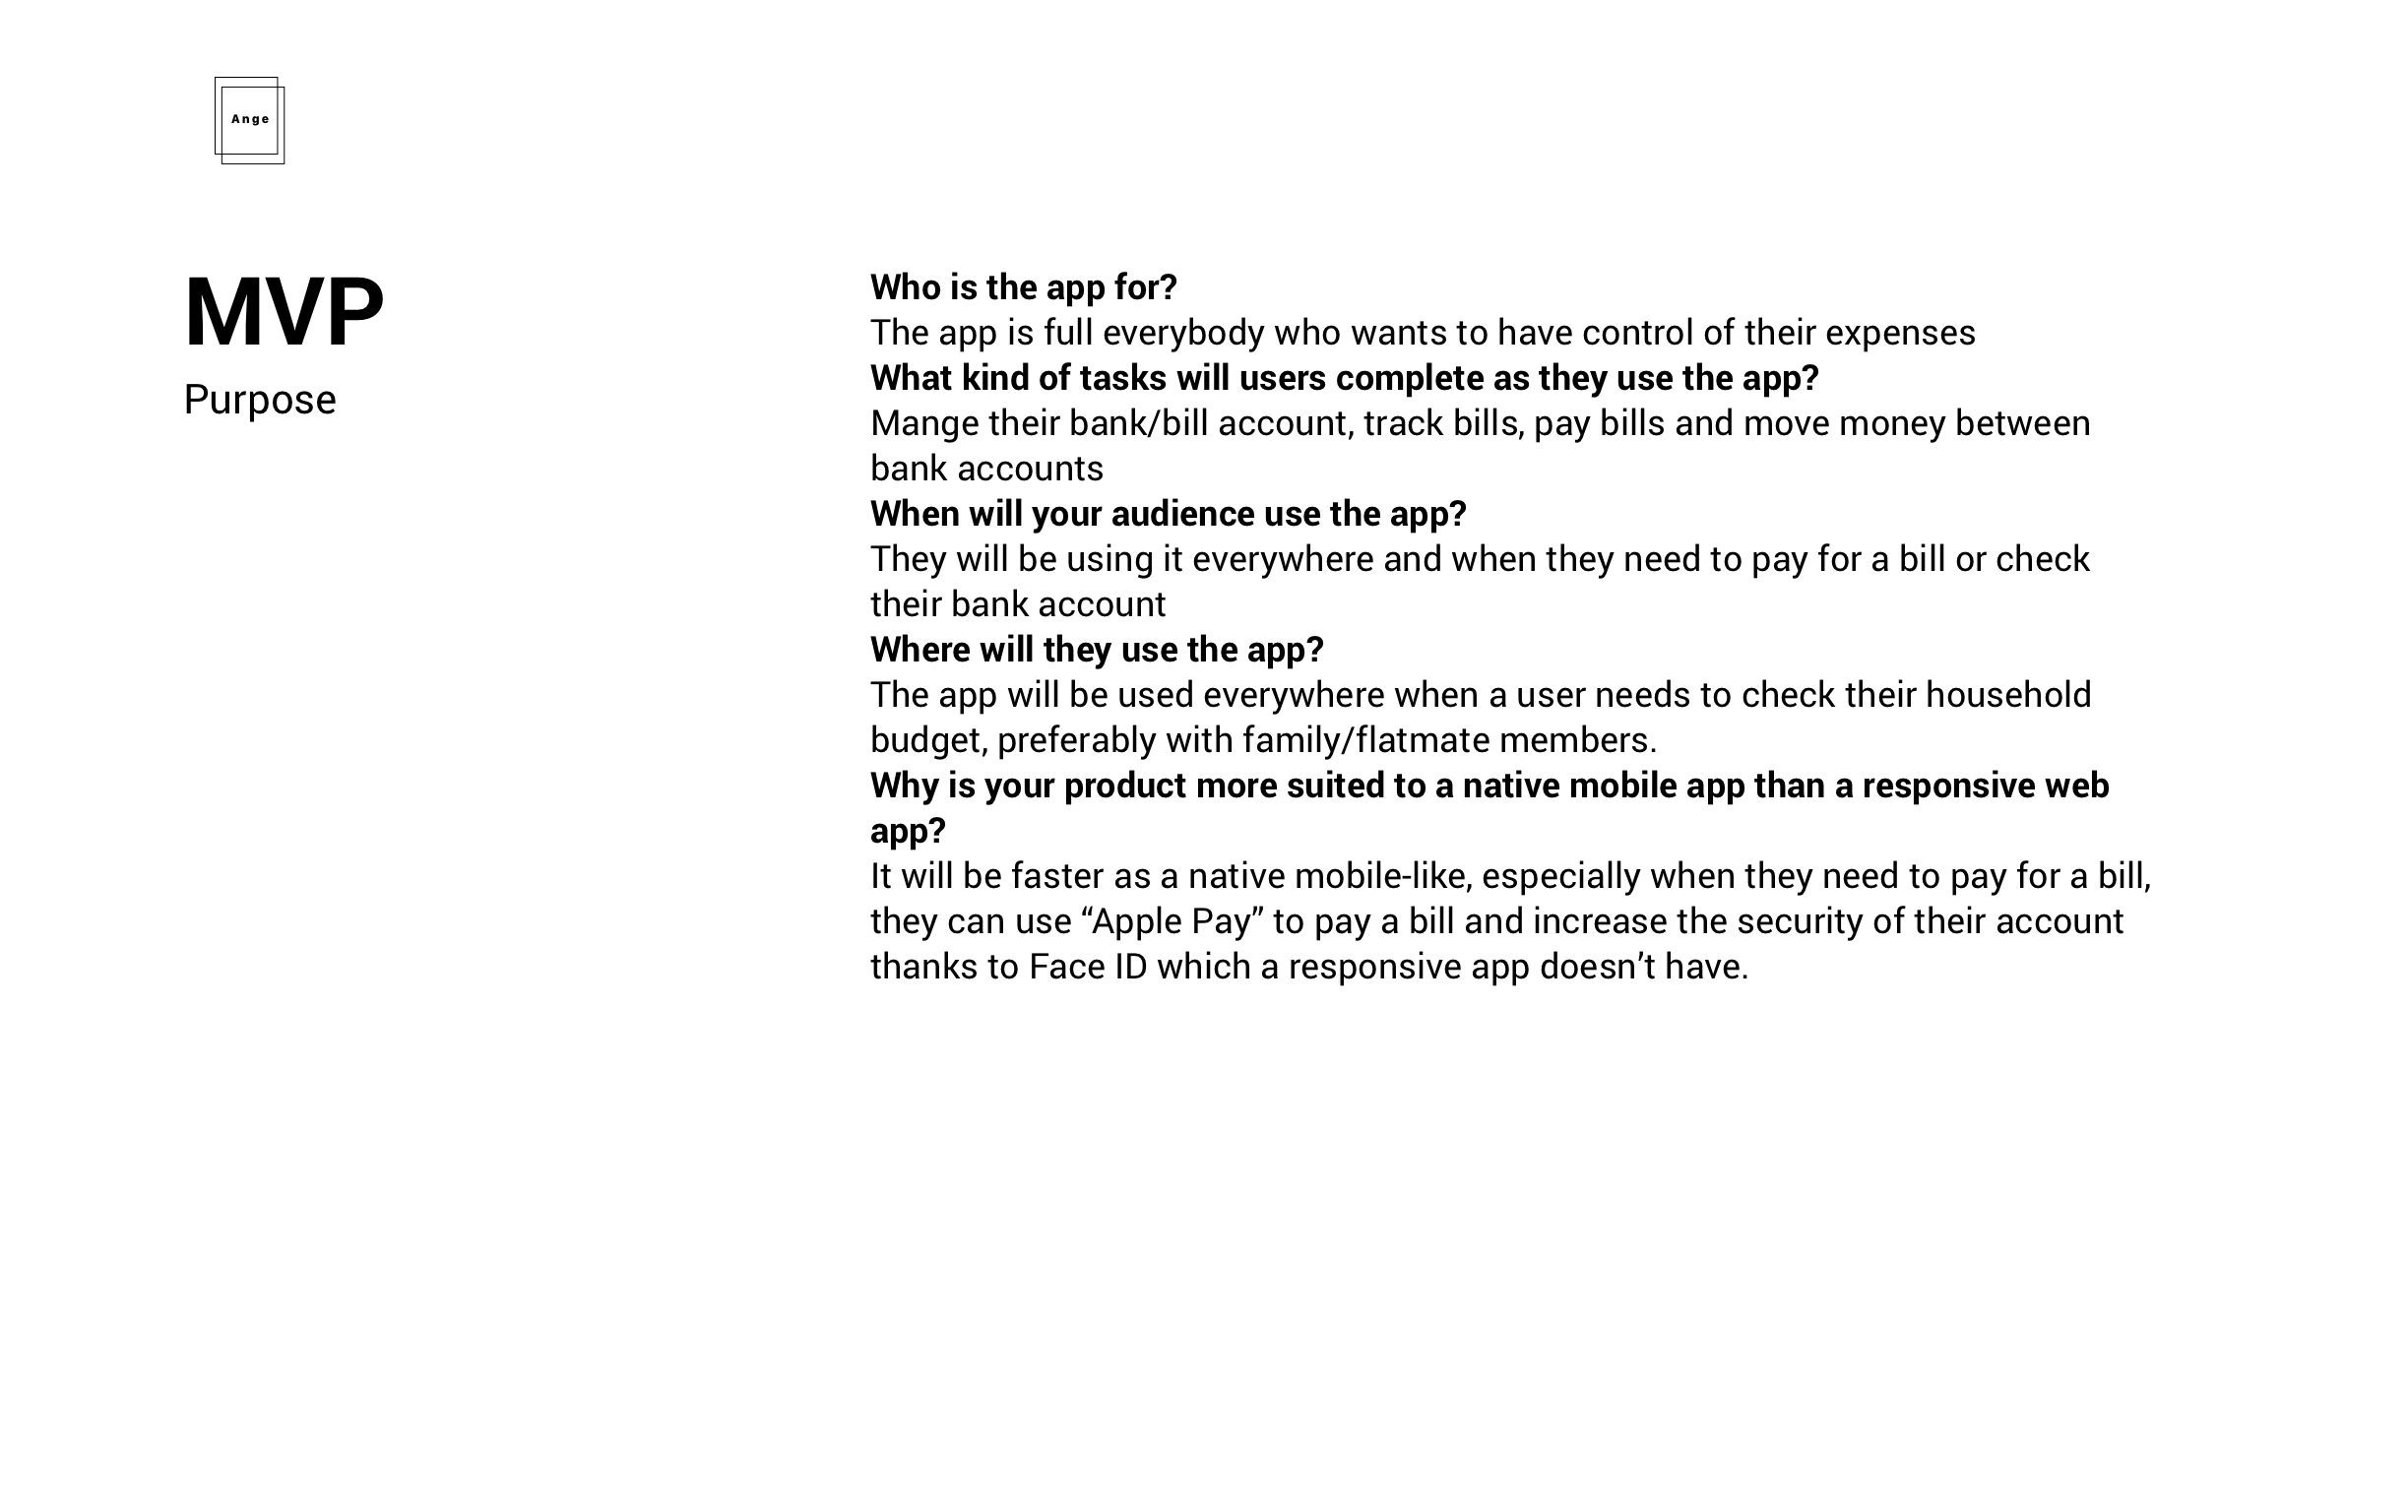 Ange
MVP
Purpose
Who is the app for?
The app is full everybody who wants to have control of their expenses
What kind of tasks will users complete as they use the app?
Mange their bank/bill account, track bills, pay bills and move money between
bank accounts
When will your audience use the app?
They will be using it everywhere and when they need to pay for a bill or check
their bank account
Where will they use the app?
The app will be used everywhere when a user needs to check their household
budget, preferably with family/flatmate members.
Why is your product more suited to a native mobile app than a responsive web
app?
It will be faster as a native mobile-like, especially when they need to pay for a bill,
they can use “Apple Pay” to pay a bill and increase the security of their account
thanks to Face ID which a responsive app doesn’t have.